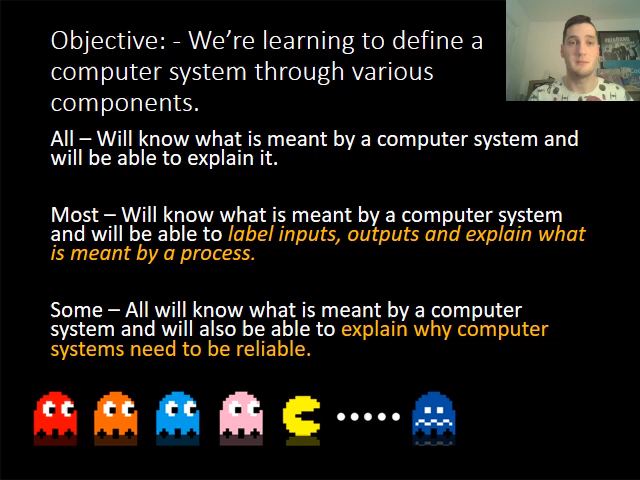 Objective: - We're learning to define a
computer system through various
components.
All – Will know what is meant by a computer system and
will be able to explain it.
Most – Will know what is meant by a computer system
and will be able to label inputs, outputs and explain what
is meant by a process.
Some – All will know what is meant by a computer
system and will also be able to explain why computer
systems need to be reliable.